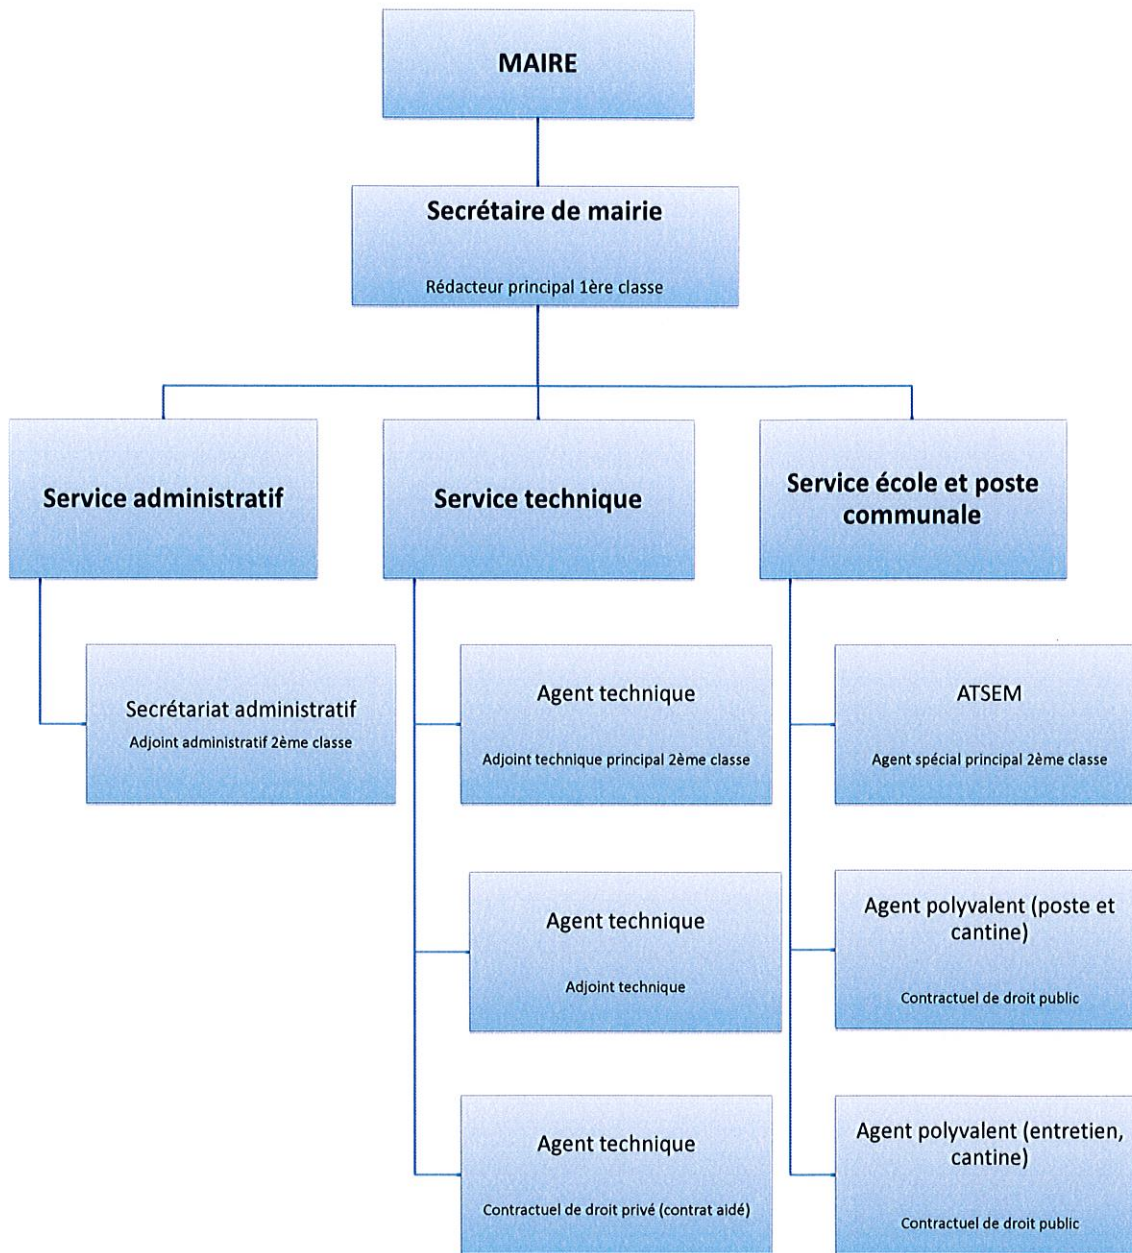 MAIRE
Secrétaire de mairie
Rédacteur principal 1ère classe
Service administratif
Secrétariat administratif
Adjoint administratif 2ème classe
Service technique
Agent technique
Adjoint technique principal 2ème classe
Agent technique
Adjoint technique
Agent technique
Contractuel de droit privé (contrat aidé)
Service école et poste
communale
ATSEM
Agent spécial principal 2ème classe
Agent polyvalent (poste et
cantine)
Contractuel de droit public
Agent polyvalent (entretien,
cantine)
Contractuel de droit public